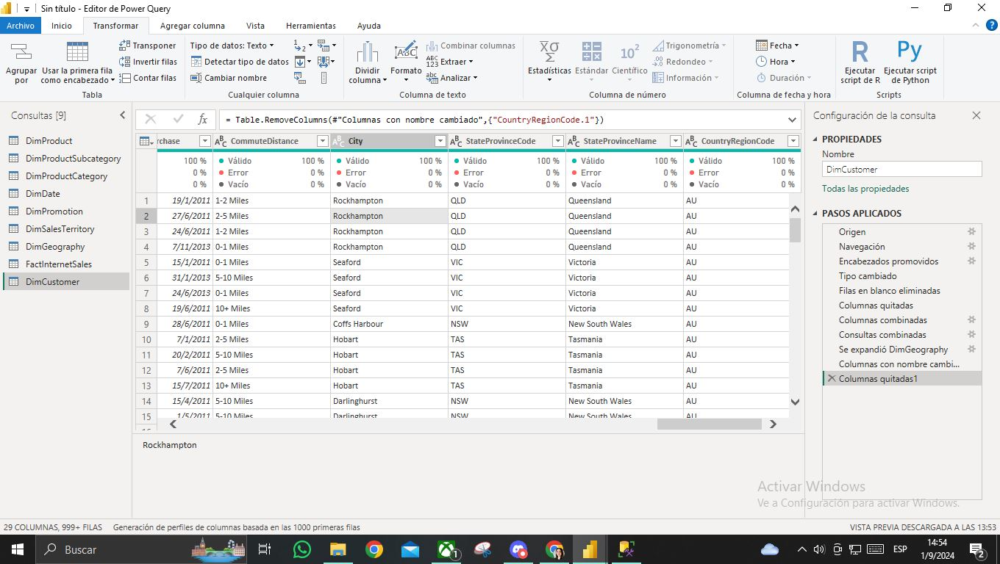 Sin título - Editor de Power Query
Archivo Inicio Transformar Agregar columna Vista Herramientas Ayuda
Agrupar por
Usar la primera fila como encabezado
Transponer
Invertir filas
Contar filas
Tabla
Tipo de datos: Texto
Detectar tipo de datos
Cambiar nombre
Cualquier columna
Dividir columna
Formato
Combinar columnas
Extraer
Analizar
Columna de texto
Estadísticas
Estándar
Científico
Trigonometría
Redondeo
Información
Columna de número
Fecha
Hora
Duración
Columna de fecha y hora
Ejecutar script de R
Ejecutar script de Python
Scripts
Consultas [9]
DimProduct
DimProductSubcategory
DimProductCategory
DimDate
DimPromotion
DimSalesTerritory
DimGeography
FactInternetSales
DimCustomer
= Table.RemoveColumns(#"Columnas con nombre cambiado",{"CountryRegionCode.1"})
rchase CommuteDistance City StateProvinceCode StateProvinceName CountryRegionCode
100 % Válido 100 % Válido 100 % Válido 100 % Válido 100 % Válido 100 %
0 % Error 0 % Error 0 % Error 0 % Error 0 % Error 0 %
0 % Vacío 0 % Vacío 0 % Vacío 0 % Vacío 0 % Vacío 0 %
1 19/1/2011 1-2 Miles Rockhampton QLD Queensland AU
2 27/6/2011 2-5 Miles Rockhampton QLD Queensland AU
3 24/6/2011 1-2 Miles Rockhampton QLD Queensland AU
4 7/11/2013 0-1 Miles Rockhampton QLD Queensland AU
5 15/1/2011 0-1 Miles Seaford VIC Victoria AU
6 31/1/2013 5-10 Miles Seaford VIC Victoria AU
7 24/6/2013 0-1 Miles Seaford VIC Victoria AU
8 19/6/2011 10+ Miles Seaford VIC Victoria AU
9 28/6/2011 0-1 Miles Coffs Harbour NSW New South Wales AU
10 7/1/2011 2-5 Miles Hobart TAS Tasmania AU
11 20/2/2011 5-10 Miles Hobart TAS Tasmania AU
12 7/6/2011 2-5 Miles Hobart TAS Tasmania AU
13 15/7/2011 10+ Miles Hobart TAS Tasmania AU
14 15/4/2011 5-10 Miles Darlinghurst NSW New South Wales AU
15 1/5/2011 5-10 Miles Darlinghurst NSW New South Wales AU
Rockhampton
Configuración de la consulta
PROPIEDADES
Nombre
DimCustomer
Todas las propiedades
PASOS APLICADOS
Origen
Navegación
Encabezados promovidos
Tipo cambiado
Filas en blanco eliminadas
Columnas quitadas
Columnas combinadas
Consultas combinadas
Se expandió DimGeography
Columnas con nombre cambi...
Columnas quitadas1
Activar Windows
Ve a Configuración para activar Windows.
29 COLUMNAS, 999+ FILAS Generación de perfiles de columnas basada en las 1000 primeras filas
VISTA PREVIA DESCARGADA A LAS 13:53
Buscar
1
ESP
14:54
1/9/2024
2